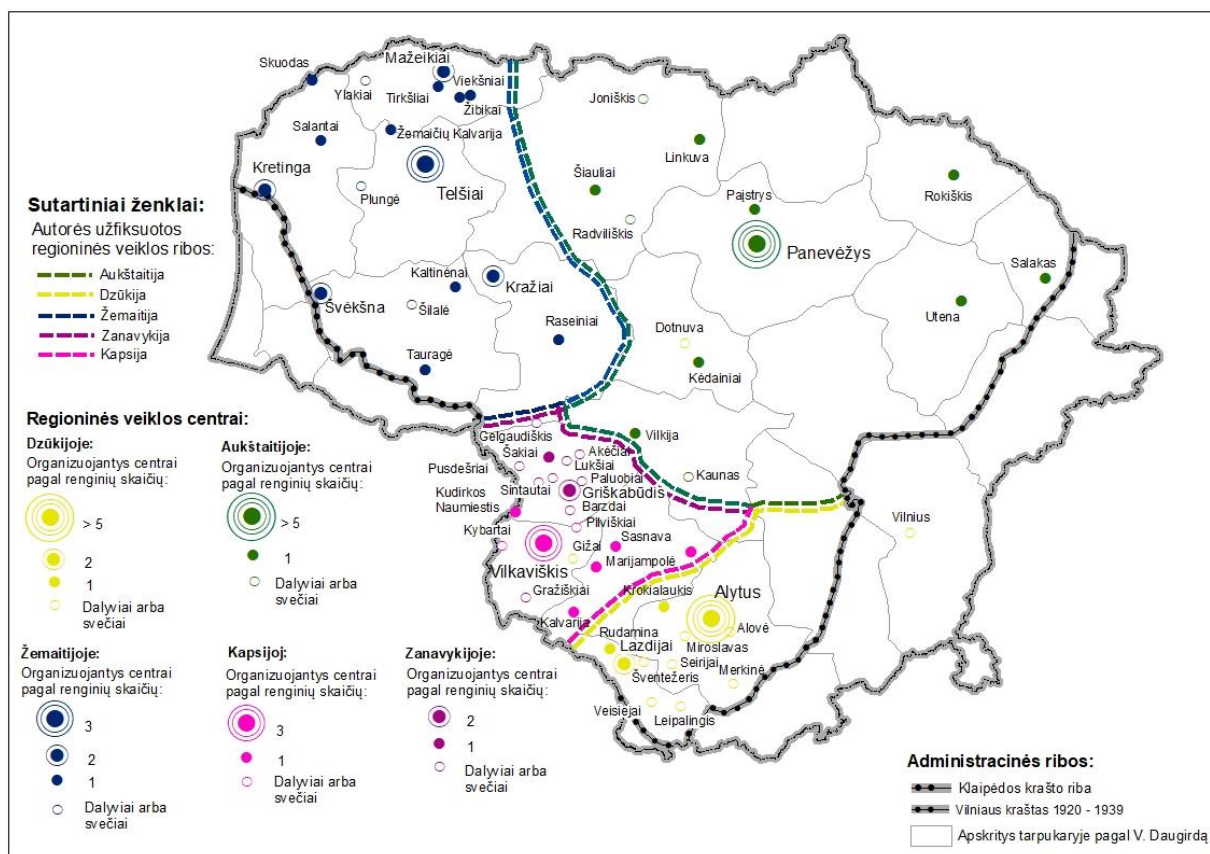 Skuodas
Mažeikiai
Ylakiai
Viekšniai
Tirkšliai
Žibikai
Joniškis
Salantai
Žemaičių Kalvarija
Linkuva
Kretinga
Šiauliai
Rokiškis
Plungė
Telšiai
Pajstrys
Radviliškis
Panevėžys
Salakas
Kaltinėnai
Kražiai
Švėkšna
Šilalė
Utena
Raseiniai
Dotnuva
Tauragė
Kėdainiai
Gelgaudiškis
Vilkija
Šakiai
Akėčiai
Pusdešriai
Lukšiai
Kaunas
Sintautai
Paluobiai
Kudirkos
Naumiestis
Griškabūdis
Barzdai
Vilnius
Kybartai
Pilviškiai
Sasnava
Gižai
Vilkaviškis
Marijampolė
Gražiškiai
Krokialaukis
Alytus
Kalvarija
Rudamina
Alovė
Lazdijai
Miroslavas
Seirijai
Šventežeris
Merkinė
Veisiejai
Leipalingis
Sutartiniai ženklai:
Autorės užfiksuotos
regioninės veiklos ribos:
Aukštaitija
Dzūkija
Žemaitija
Zanavykija
Kapsija
Regioninės veiklos centrai:
Dzūkijoje:
Organizuojantys centrai
pagal renginių skaičių:
> 5
2
1
Dalyviai arba
svečiai
Aukštaitijoje:
Organizuojantys centrai
pagal renginių skaičių:
> 5
1
Dalyviai arba
svečiai
Žemaitijoje:
Organizuojantys centrai
pagal renginių skaičių:
3
2
1
Dalyviai arba
svečiai
Kapsijoj:
Organizuojantys centrai
pagal renginių skaičių:
3
1
Dalyviai arba
svečiai
Zanavykijoje:
Organizuojantys centrai
pagal renginių skaičių:
2
1
Dalyviai arba
svečiai
Administracinės ribos:
Klaipėdos krašto riba
Vilniaus kraštas 1920 - 1939
Apskritys tarpukaryje pagal V. Daugirdą